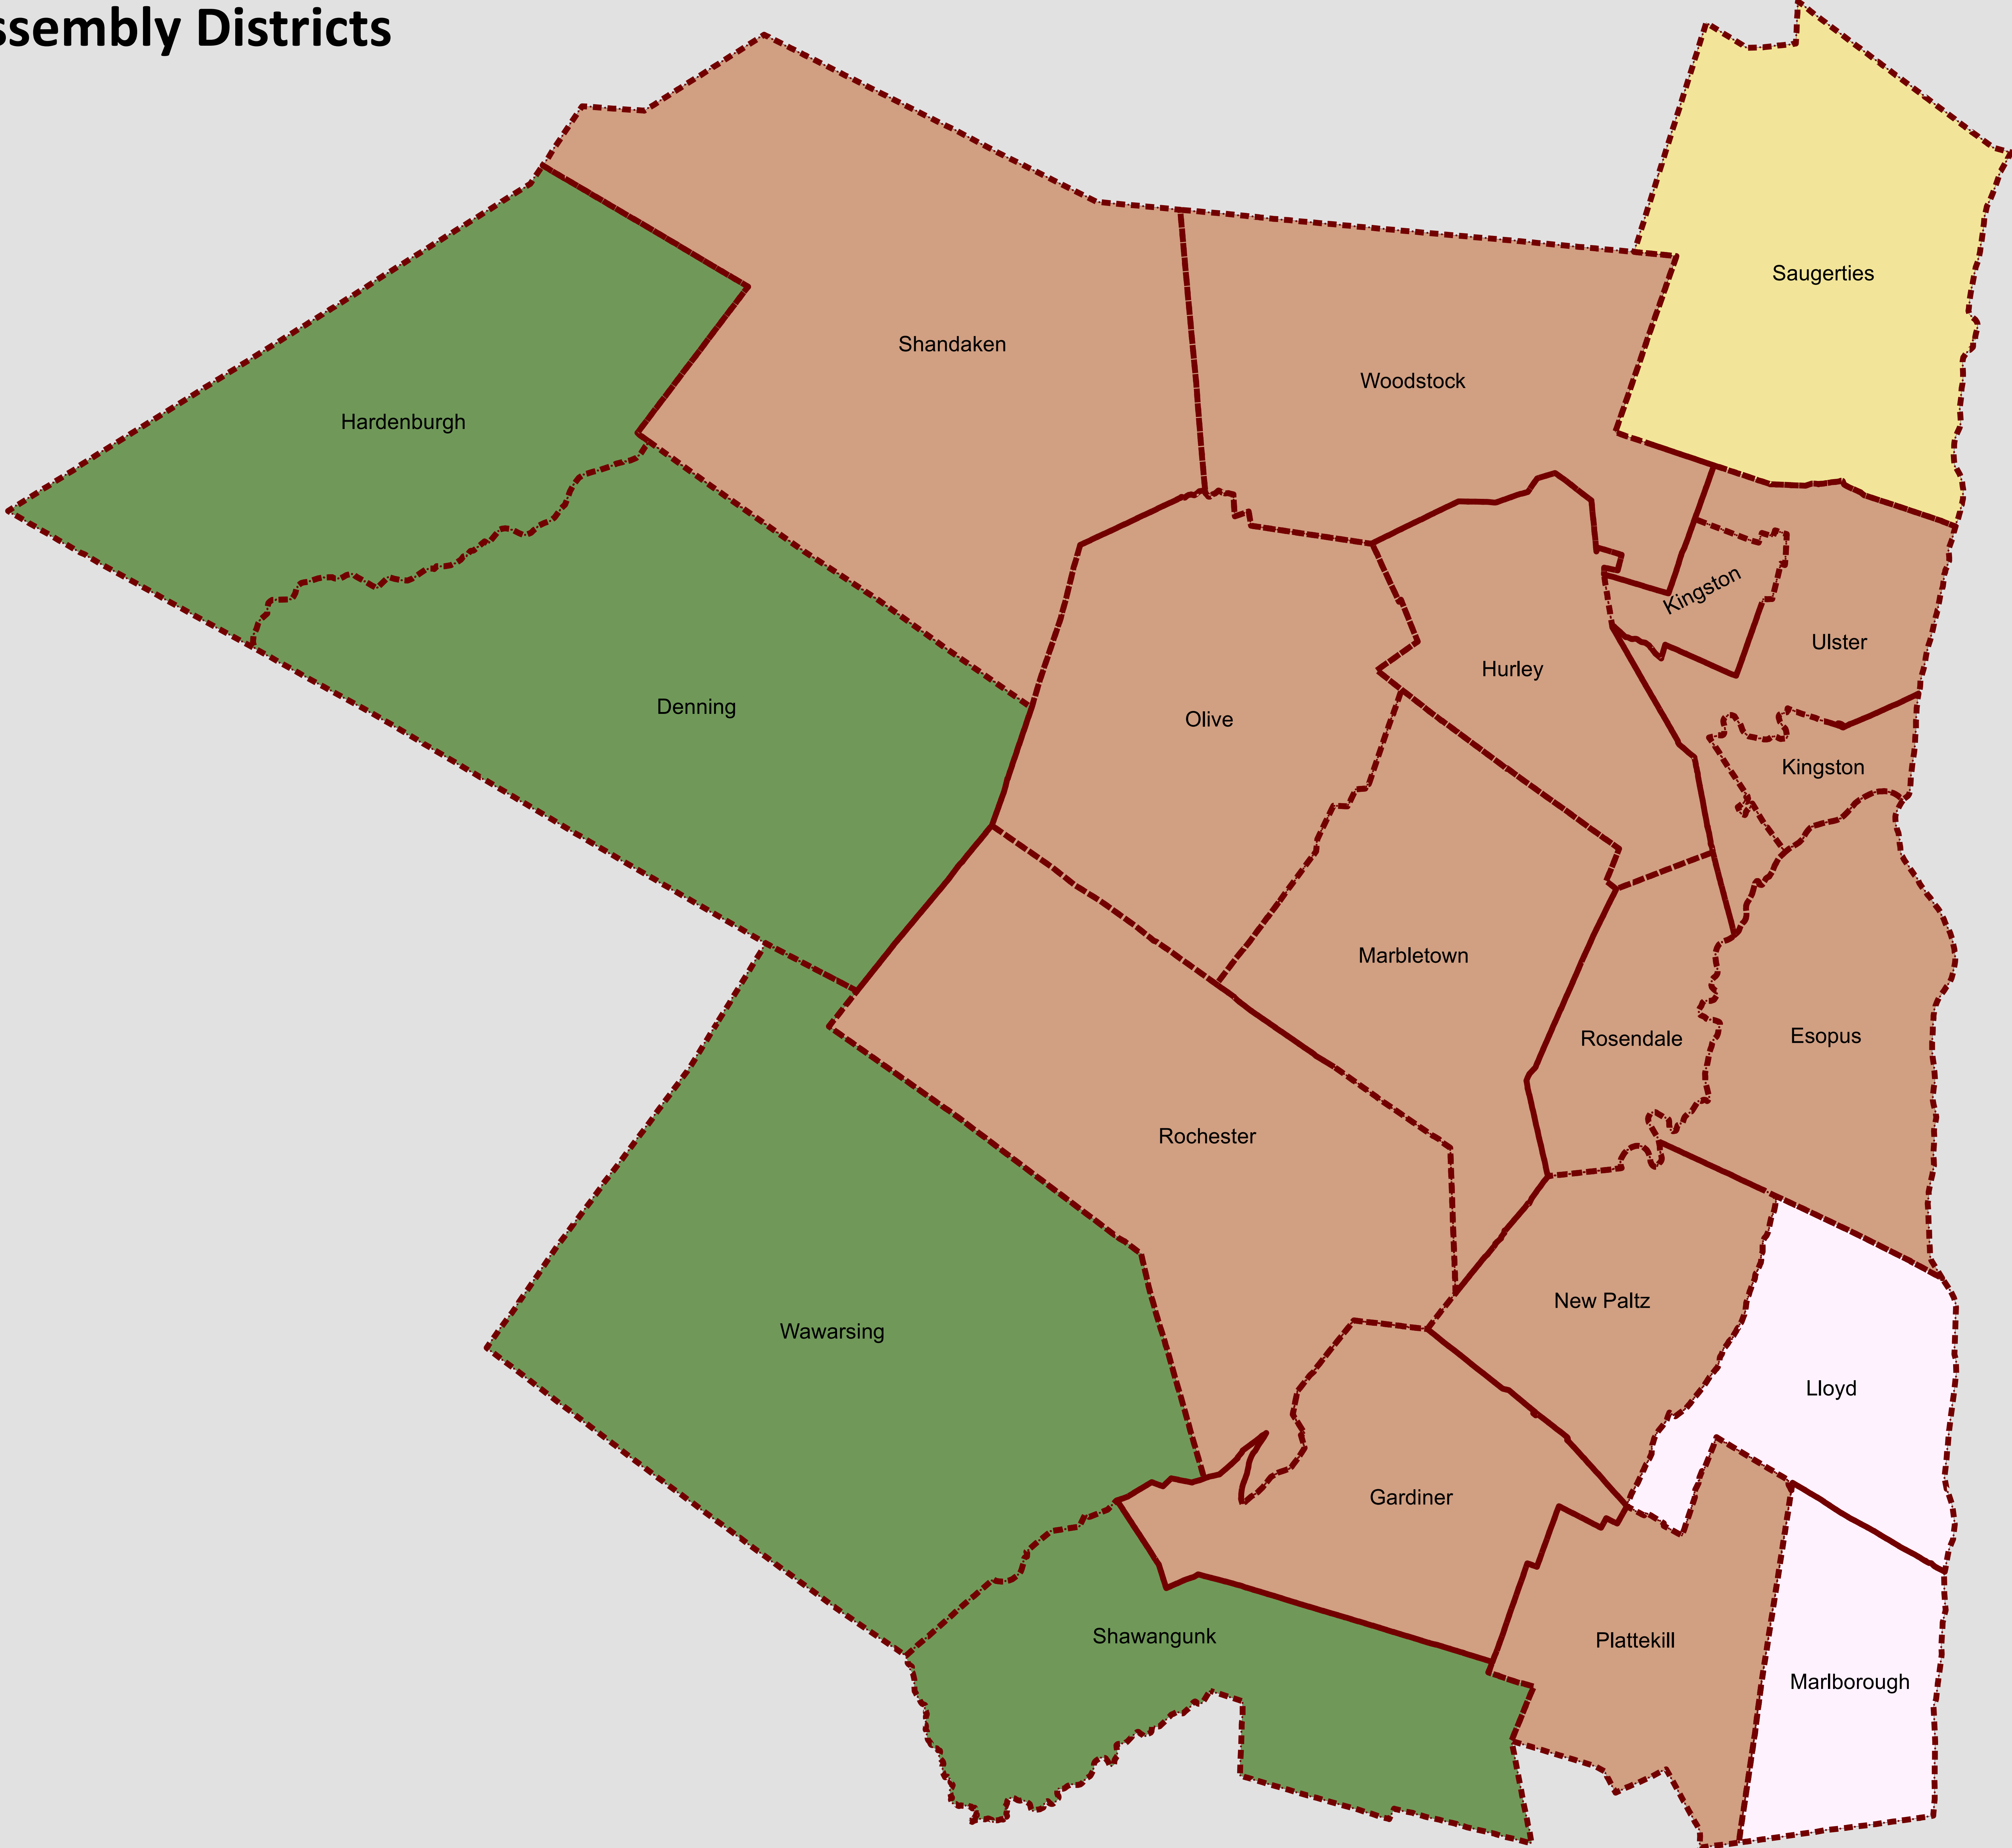 ssembly Districts
Saugerties
Shandaken
Woodstock
Hardenburgh
Kingston
Ulster
Hurley
Denning
Olive
Kingston
Marbletown
Rosendale
Esopus
Rochester
New Paltz
Wawarsing
Lloyd
Gardiner
Shawangunk
Plattekill
Marlborough